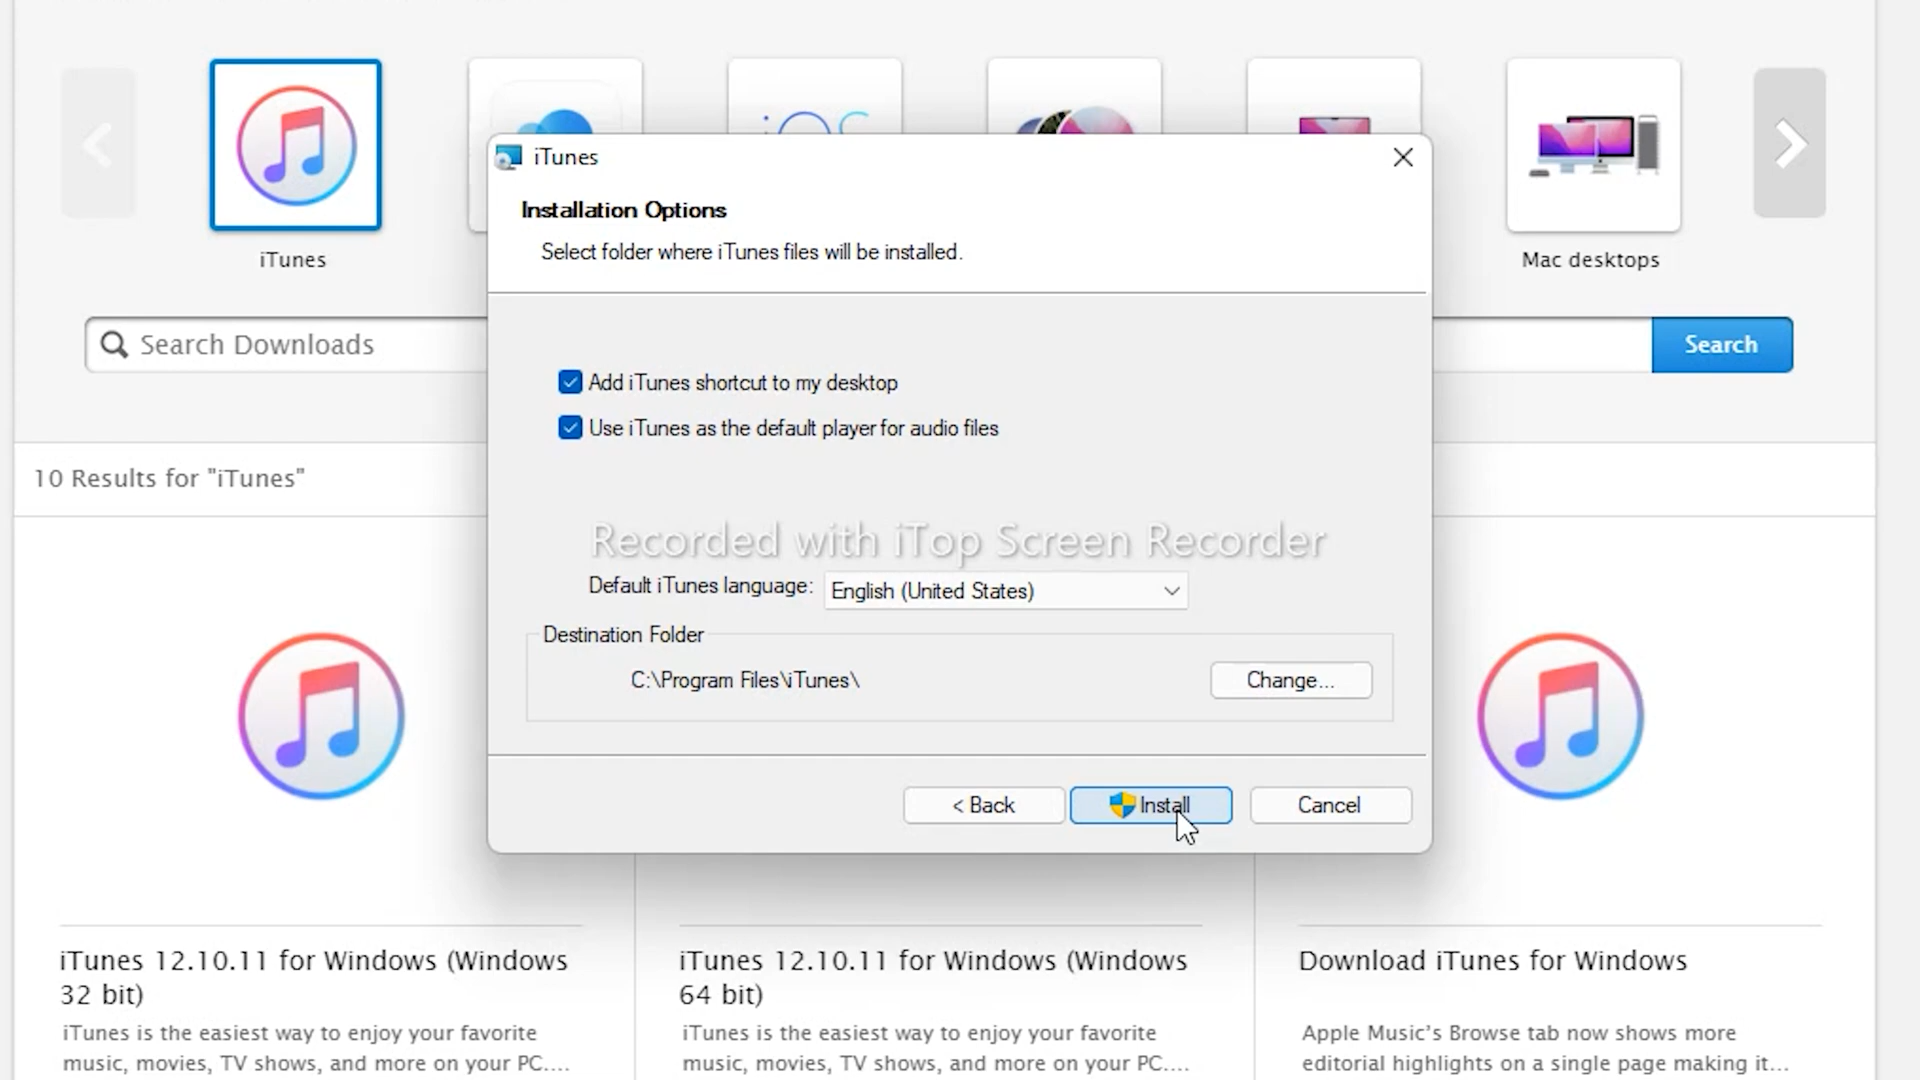 iTunes
Mac desktops
Search Downloads
Search
10 Results for "iTunes"
iTunes
Installation Options
Select folder where iTunes files will be installed.
Add iTunes shortcut to my desktop
Use iTunes as the default player for audio files
Recorded with iTop Screen Recorder
Default iTunes language:
English (United States)
Destination Folder
C:\Program Files\iTunes\
Change...
< Back
Install
Cancel
iTunes 12.10.11 for Windows (Windows
32 bit)
iTunes is the easiest way to enjoy your favorite
music, movies, TV shows, and more on your PC....
iTunes 12.10.11 for Windows (Windows
64 bit)
iTunes is the easiest way to enjoy your favorite
music, movies, TV shows, and more on your PC....
Download iTunes for Windows
Apple Music's Browse tab now shows more
editorial highlights on a single page making it...